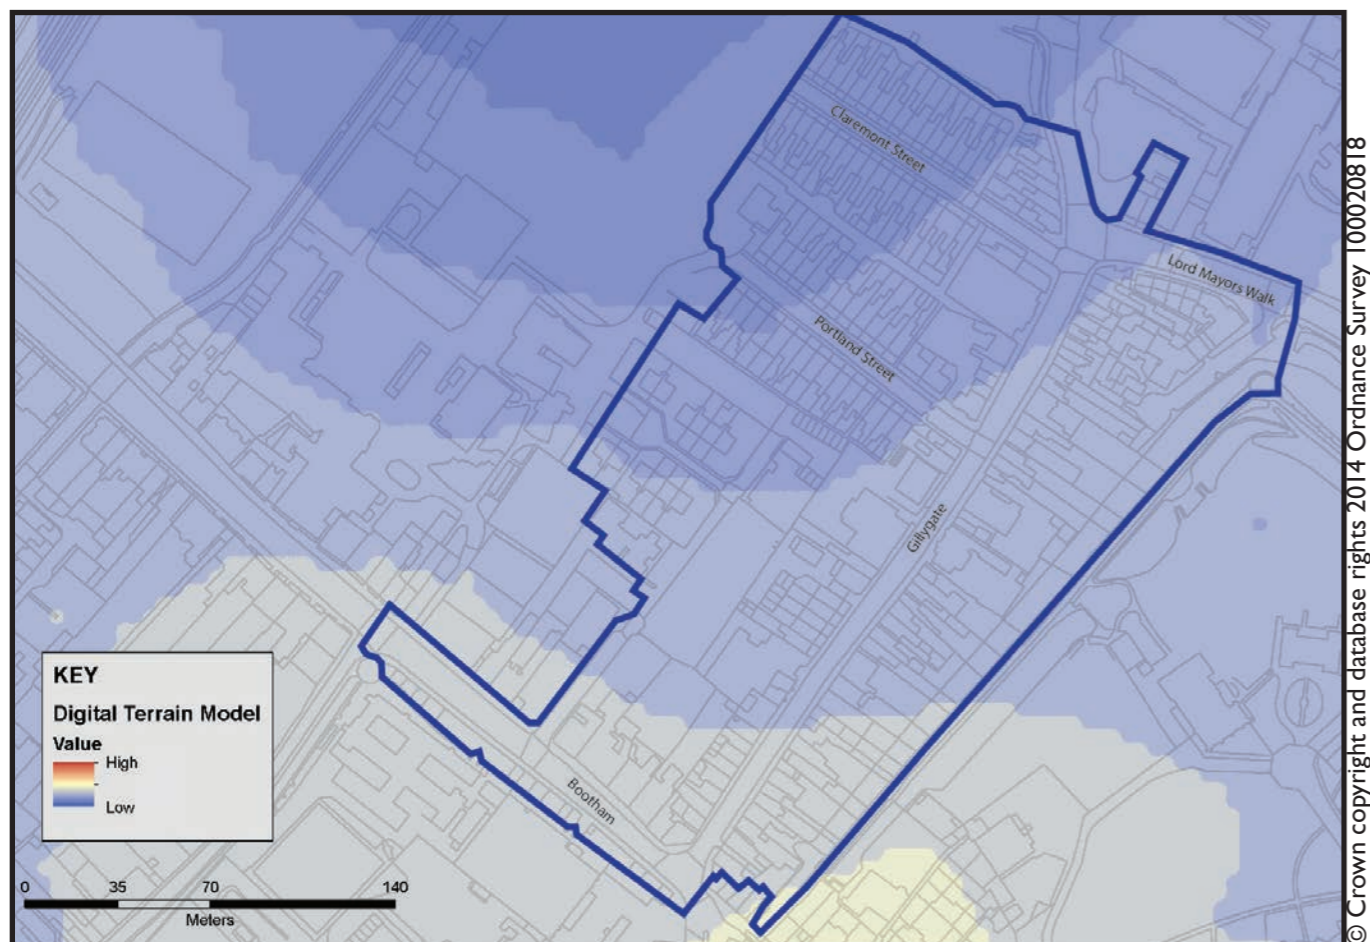 Claremont Street
Lord Mayors Walk
Portland Street
Gillygate
Bootham
KEY
Digital Terrain Model
Value
High
Low
0 35 70 140
Meters
© Crown copyright and database rights 2014 Ordnance Survey 100020818